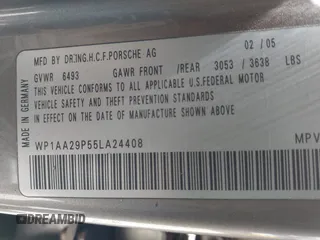 MFD BY DR.ING.H.C.F.PORSCHE AG 02 / 05
GVWR 6493 GAWR FRONT /REAR 3053 / 3638 LBS
THIS VEHICLE CONFORMS TO ALL APPLICABLE U.S.FEDERAL MOTOR
VEHICLE SAFETY AND THEFT PREVENTION STANDARDS
IN EFFECT ON THE DATE OF MANUFACTURE SHOWN ABOVE
WP1AA29P55LA24408 MPV
MADE IN GERMANY
DREAMBID